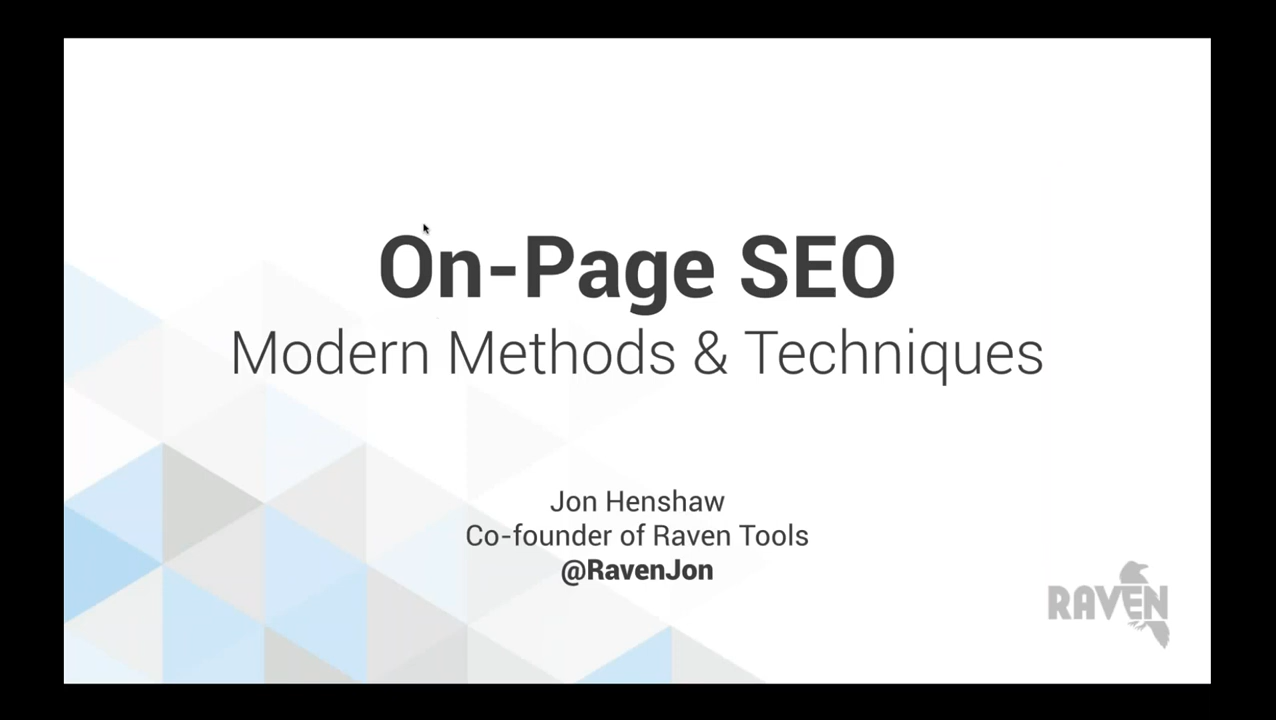 On-Page SEO
Modern Methods & Techniques
Jon Henshaw
Co-founder of Raven Tools
@RavenJon
RAVEN